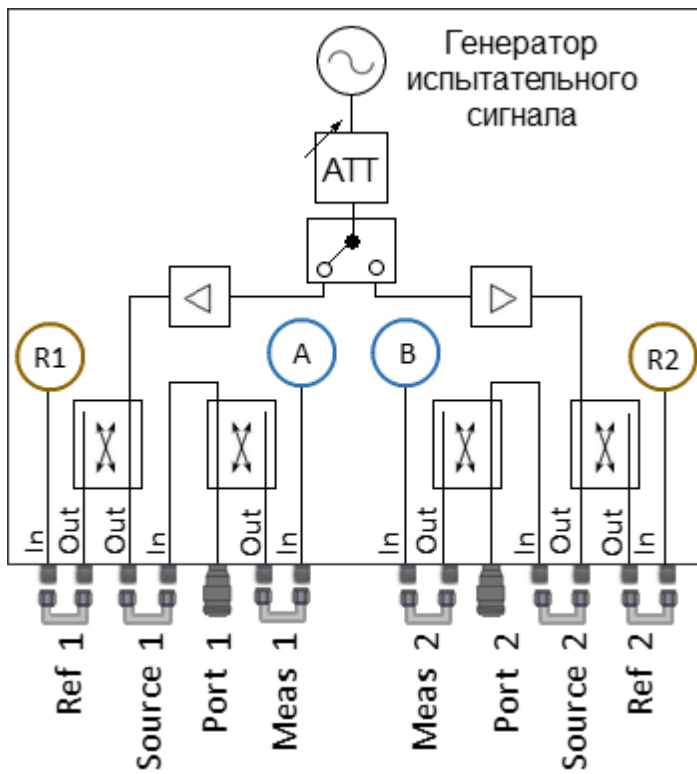 Генератор
испытательного
сигнала
АТТ
R1
A
B
R2
In
Out
Out
In
Out
In
In
Out
In
Out
Out
In
Ref 1
Source 1
Port 1
Meas 1
Meas 2
Port 2
Source 2
Ref 2